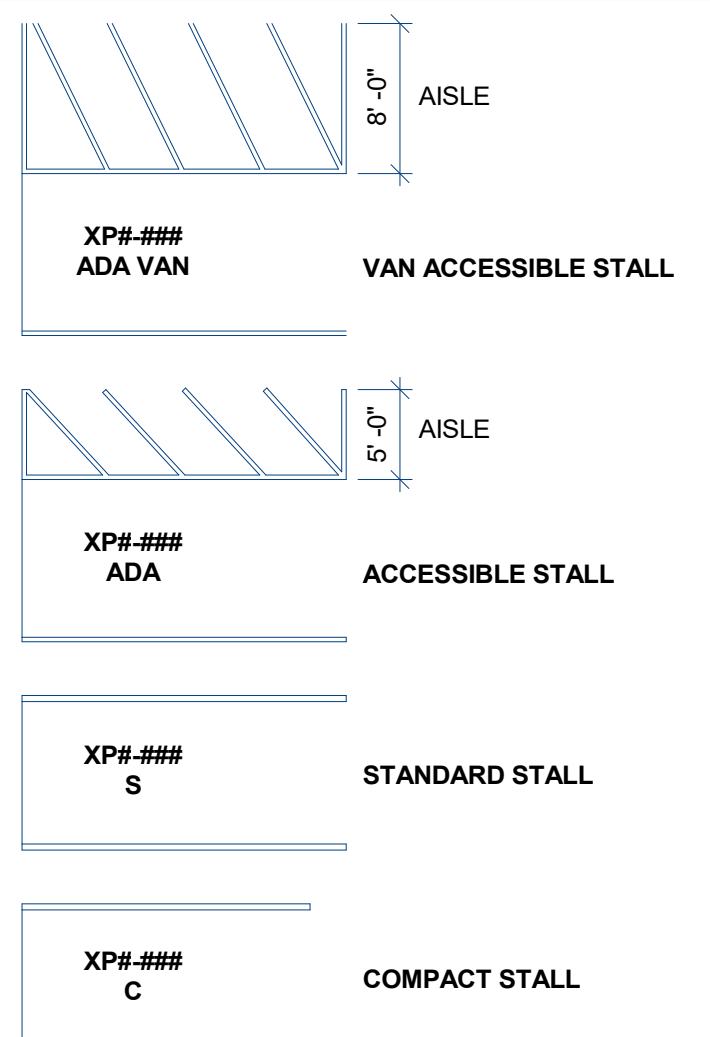 8' -0"
AISLE
XP#-###
ADA VAN
VAN ACCESSIBLE STALL
5' -0"
AISLE
XP#-###
ADA
ACCESSIBLE STALL
XP#-###
S
STANDARD STALL
XP#-###
C
COMPACT STALL